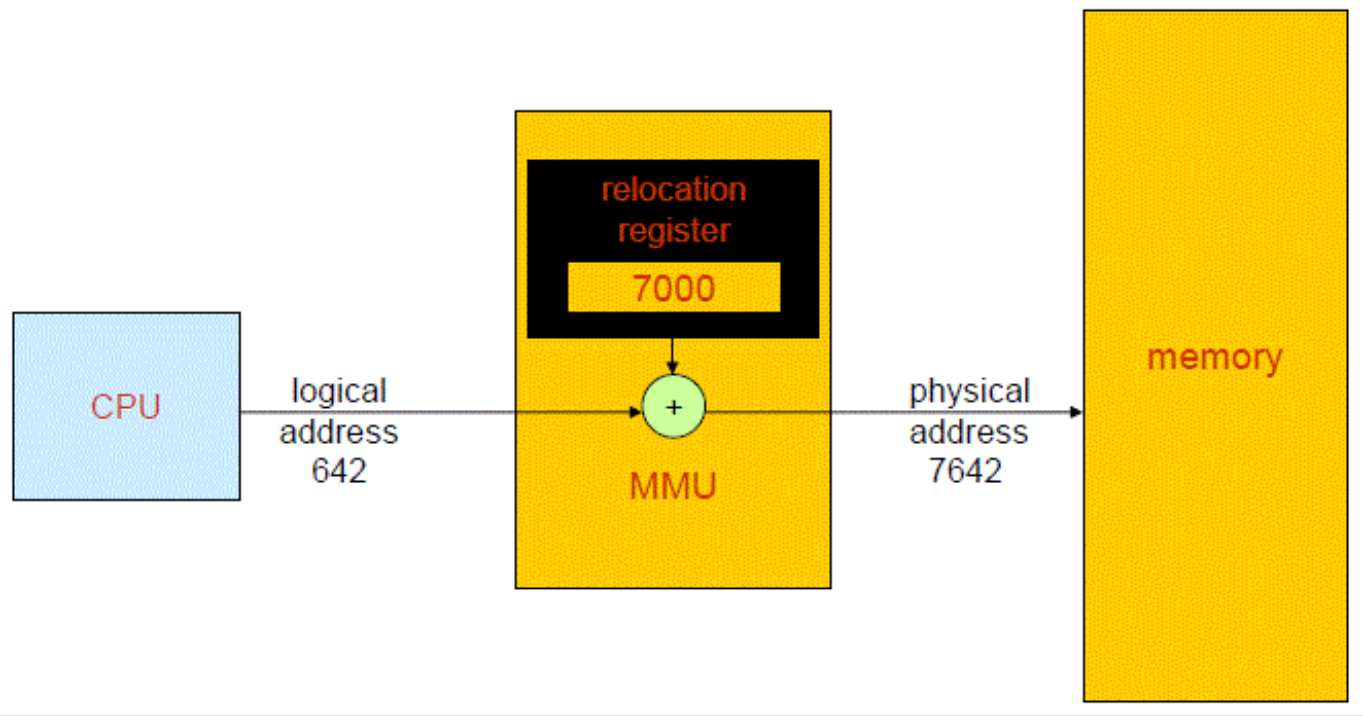 relocation
register
7000
CPU
logical
address
642
+
MMU
physical
address
7642
memory